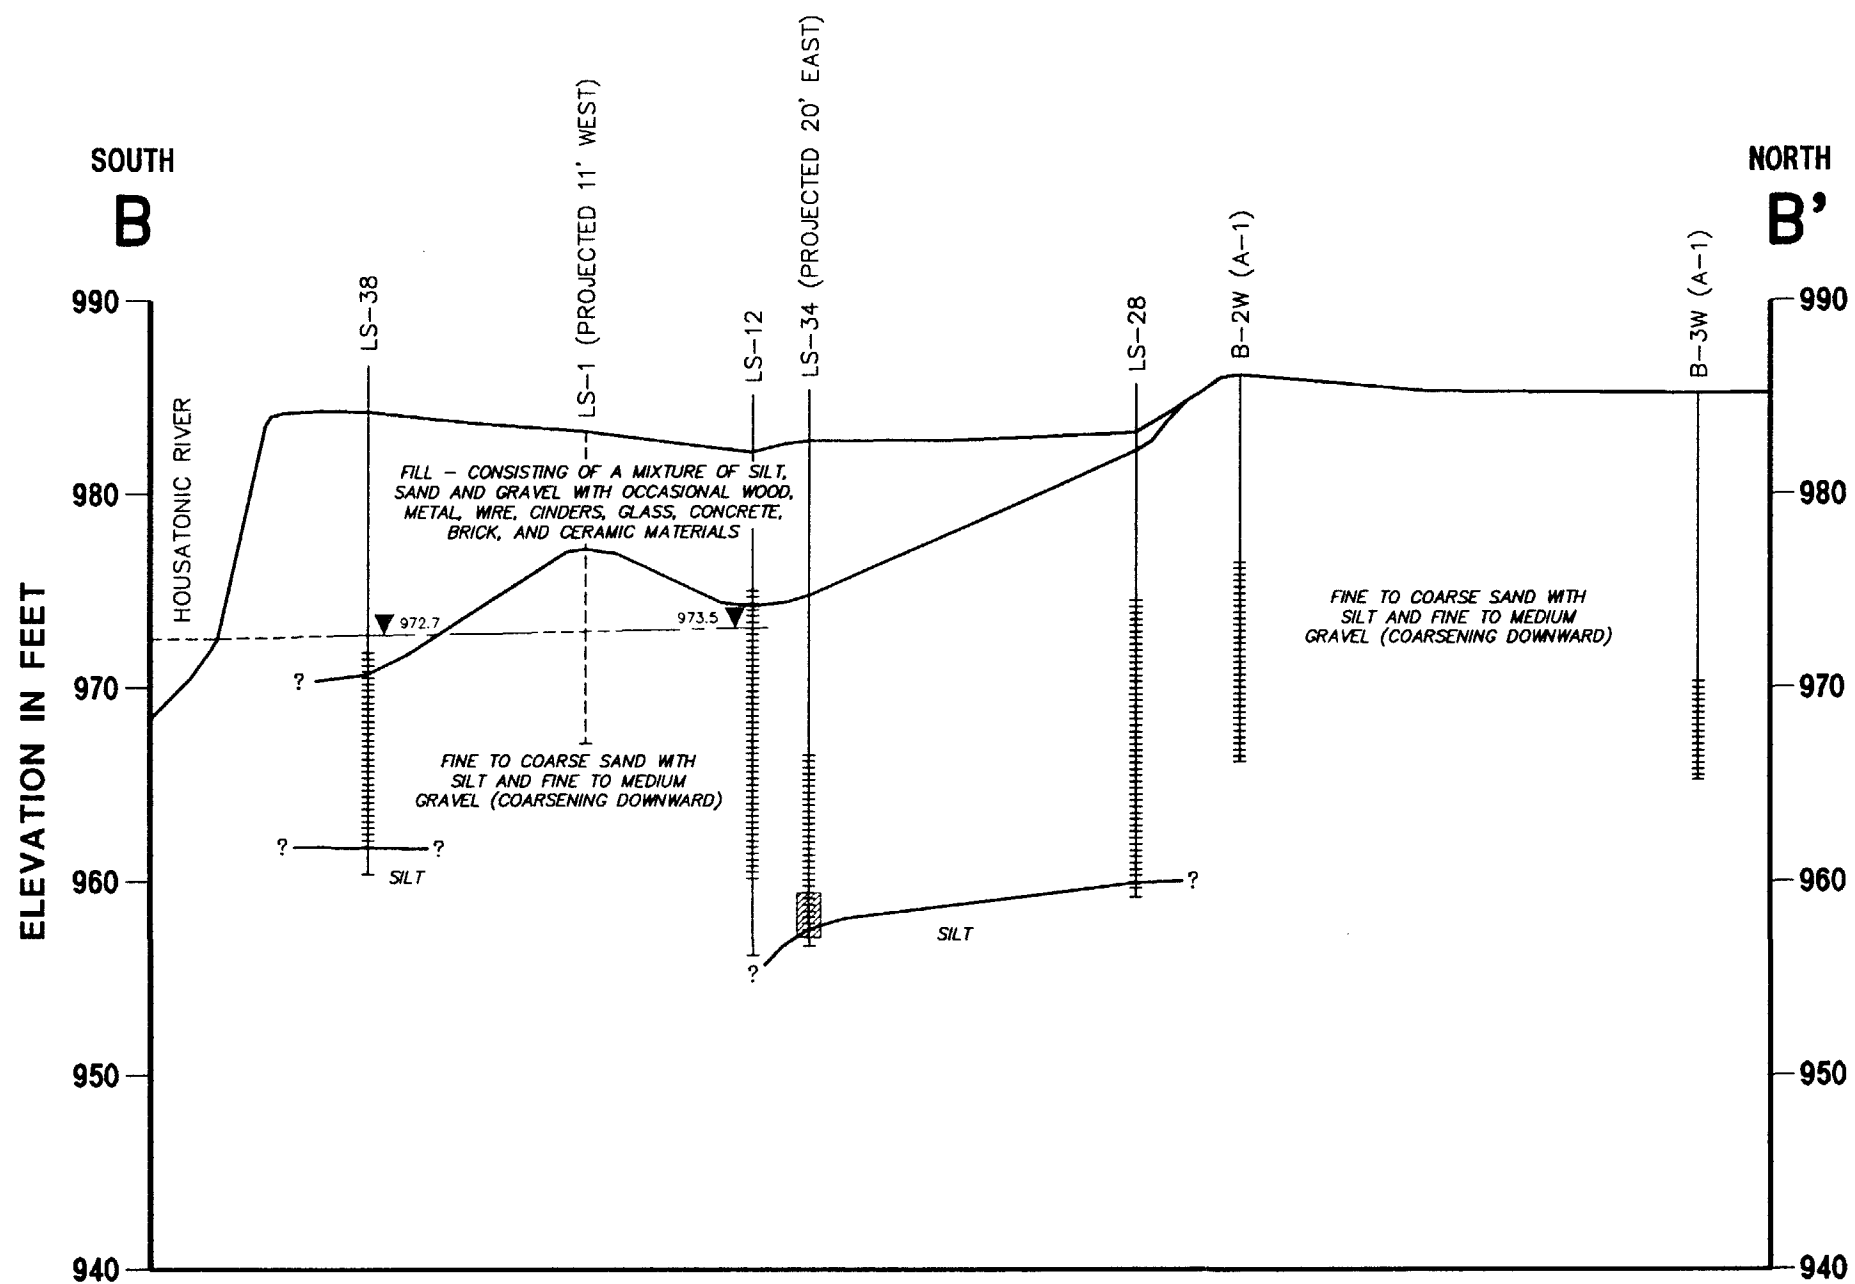 SOUTH
B
NORTH
B'
LS-38
LS-1 (PROJECTED 11' WEST)
LS-12
LS-34 (PROJECTED 20' EAST)
LS-28
B-2W (A-1)
B-3W (A-1)
ELEVATION IN FEET
990
980
970
960
950
940
990
980
970
960
950
940
HOUSATONIC RIVER
FILL - CONSISTING OF A MIXTURE OF SILT,
SAND AND GRAVEL WITH OCCASIONAL WOOD,
METAL, WIRE, CINDERS, GLASS, CONCRETE,
BRICK, AND CERAMIC MATERIALS
972.7
973.5
?
FINE TO COARSE SAND WITH
SILT AND FINE TO MEDIUM
GRAVEL (COARSENING DOWNWARD)
FINE TO COARSE SAND WITH
SILT AND FINE TO MEDIUM
GRAVEL (COARSENING DOWNWARD)
? ?
SILT
?
SILT
?